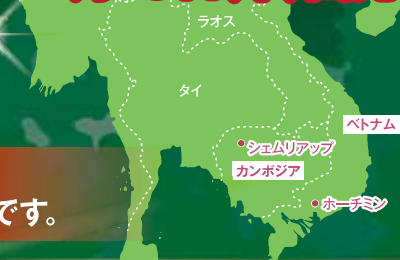 ラオス
タイ
ベトナム
シェムリアップ
カンボジア
ホーチミン
です。